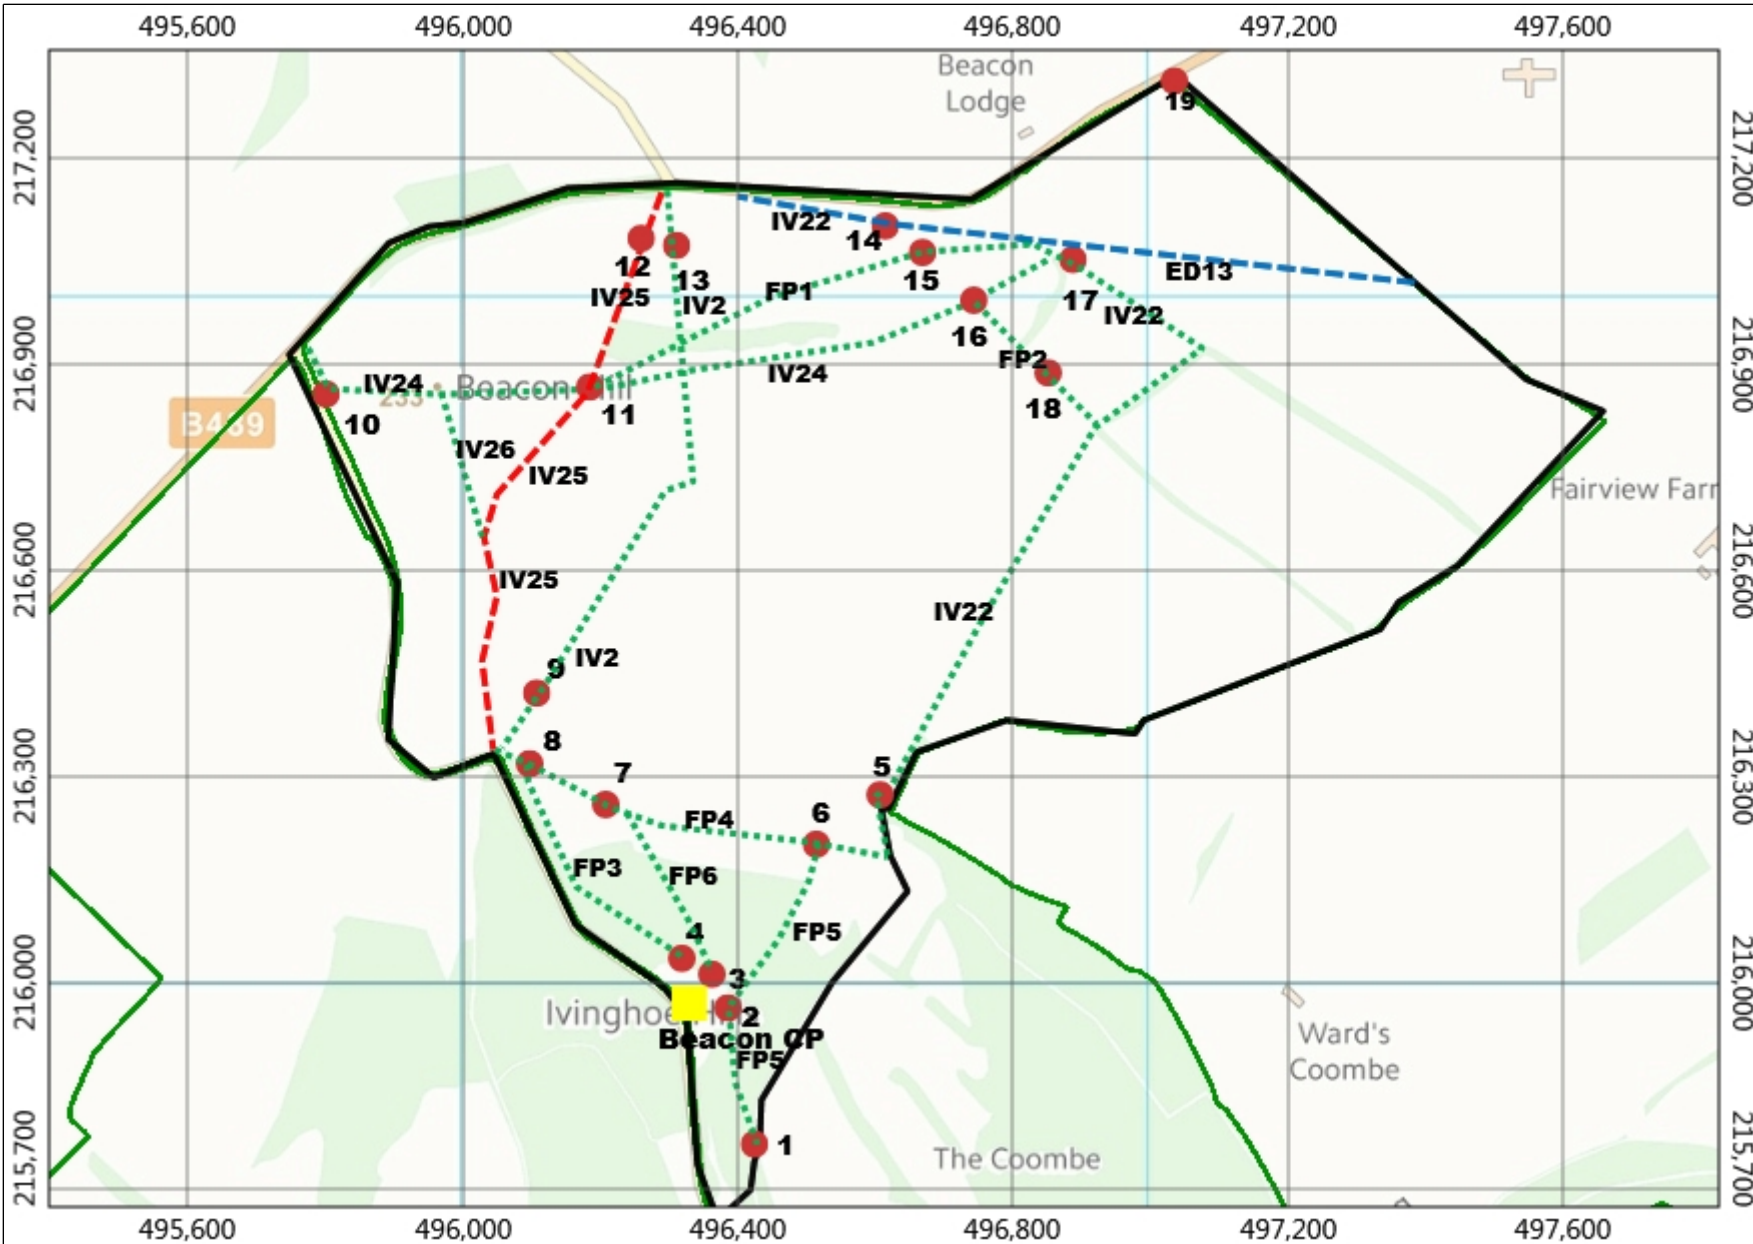 495,600 496,000 496,400 496,800 497,200 497,600
Beacon
Lodge
19
217,200 217,200
IV22
12 13 14 15
ED13
IV25 IV2 FP1
17 IV22
16
216,900 216,900
FP2
IV24 IV24
233 Beacon Hill
B489 10 11 18
IV26
IV25
Fairview Farm
IV25
216,600 216,600
IV22
IV2
9
8
216,300 216,300
7 5
6
FP4
FP3 FP6
4 FP5
3
216,000 216,000
2
Ivinghoe
Beacon CP
FP5
Ward's
Coombe
215,700 215,700
1
The Coombe
495,600 496,000 496,400 496,800 497,200 497,600